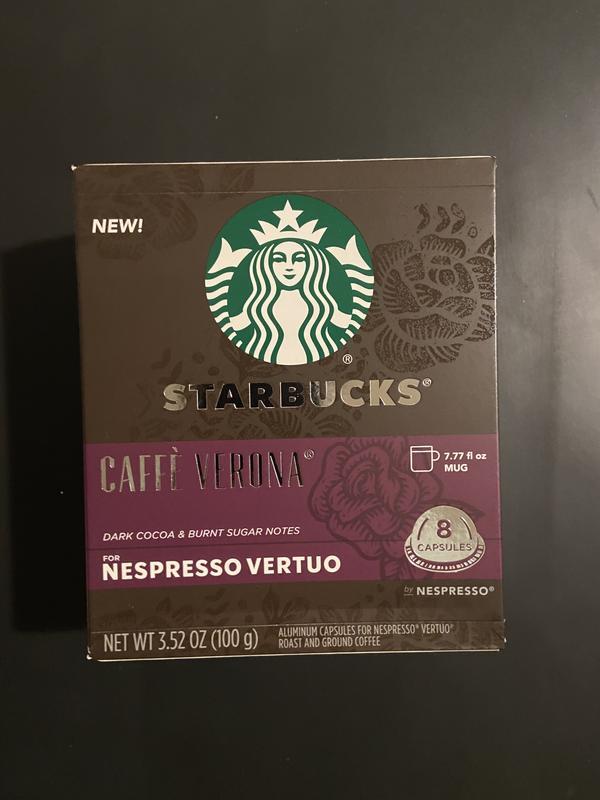 NEW!
®
STARBUCKS®
CAFFÈ VERONA®
7.77 fl oz
MUG
DARK COCOA & BURNT SUGAR NOTES
8
CAPSULES
FOR
NESPRESSO VERTUO
by NESPRESSO®
NET WT 3.52 OZ (100 g)
ALUMINUM CAPSULES FOR NESPRESSO® VERTUO®
ROAST AND GROUND COFFEE